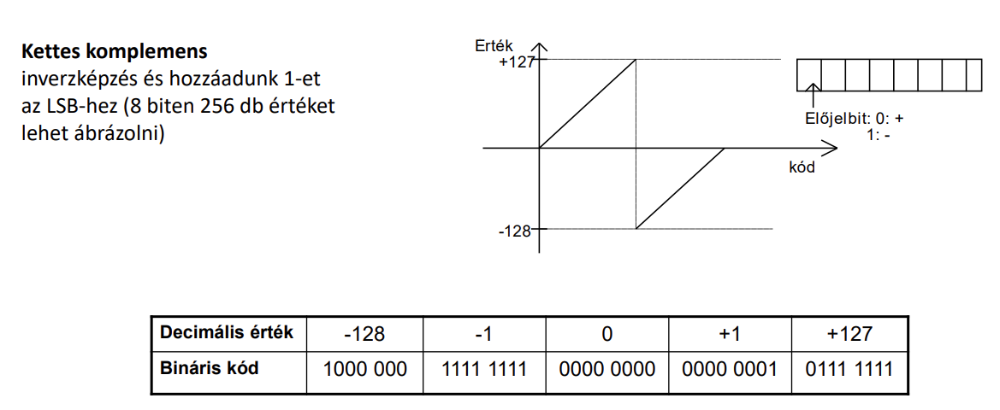 Kettes komplemens
inverzképzés és hozzáadunk 1-et
az LSB-hez (8 biten 256 db értéket
lehet ábrázolni)
Erték
+127
-128
kód
Előjelbit: 0: +
1: -
Decimális érték -128 -1 0 +1 +127
Bináris kód 1000 000 1111 1111 0000 0000 0000 0001 0111 1111